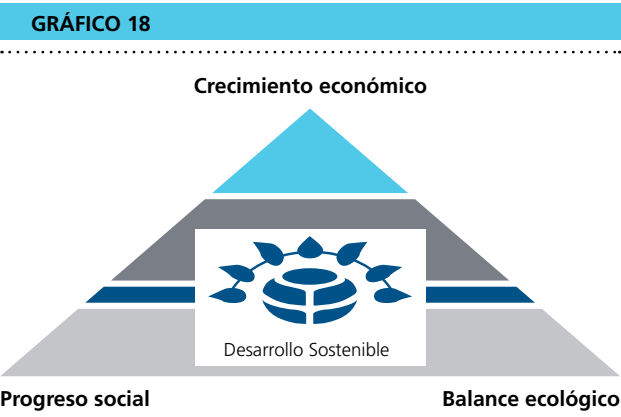 GRÁFICO 18
Crecimiento económico
Desarrollo Sostenible
Progreso social
Balance ecológico